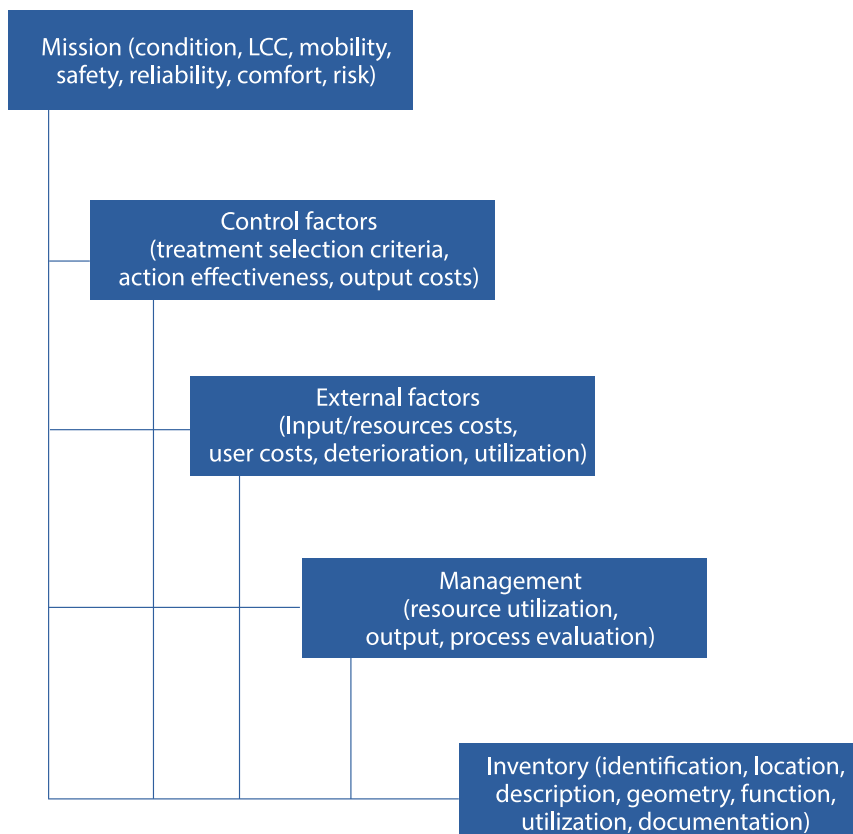 Mission (condition, LCC, mobility,
safety, reliability, comfort, risk)
Control factors
(treatment selection criteria,
action effectiveness, output costs)
External factors
(Input/resources costs,
user costs, deterioration, utilization)
Management
(resource utilization,
output, process evaluation)
Inventory (identification, location,
description, geometry, function,
utilization, documentation)